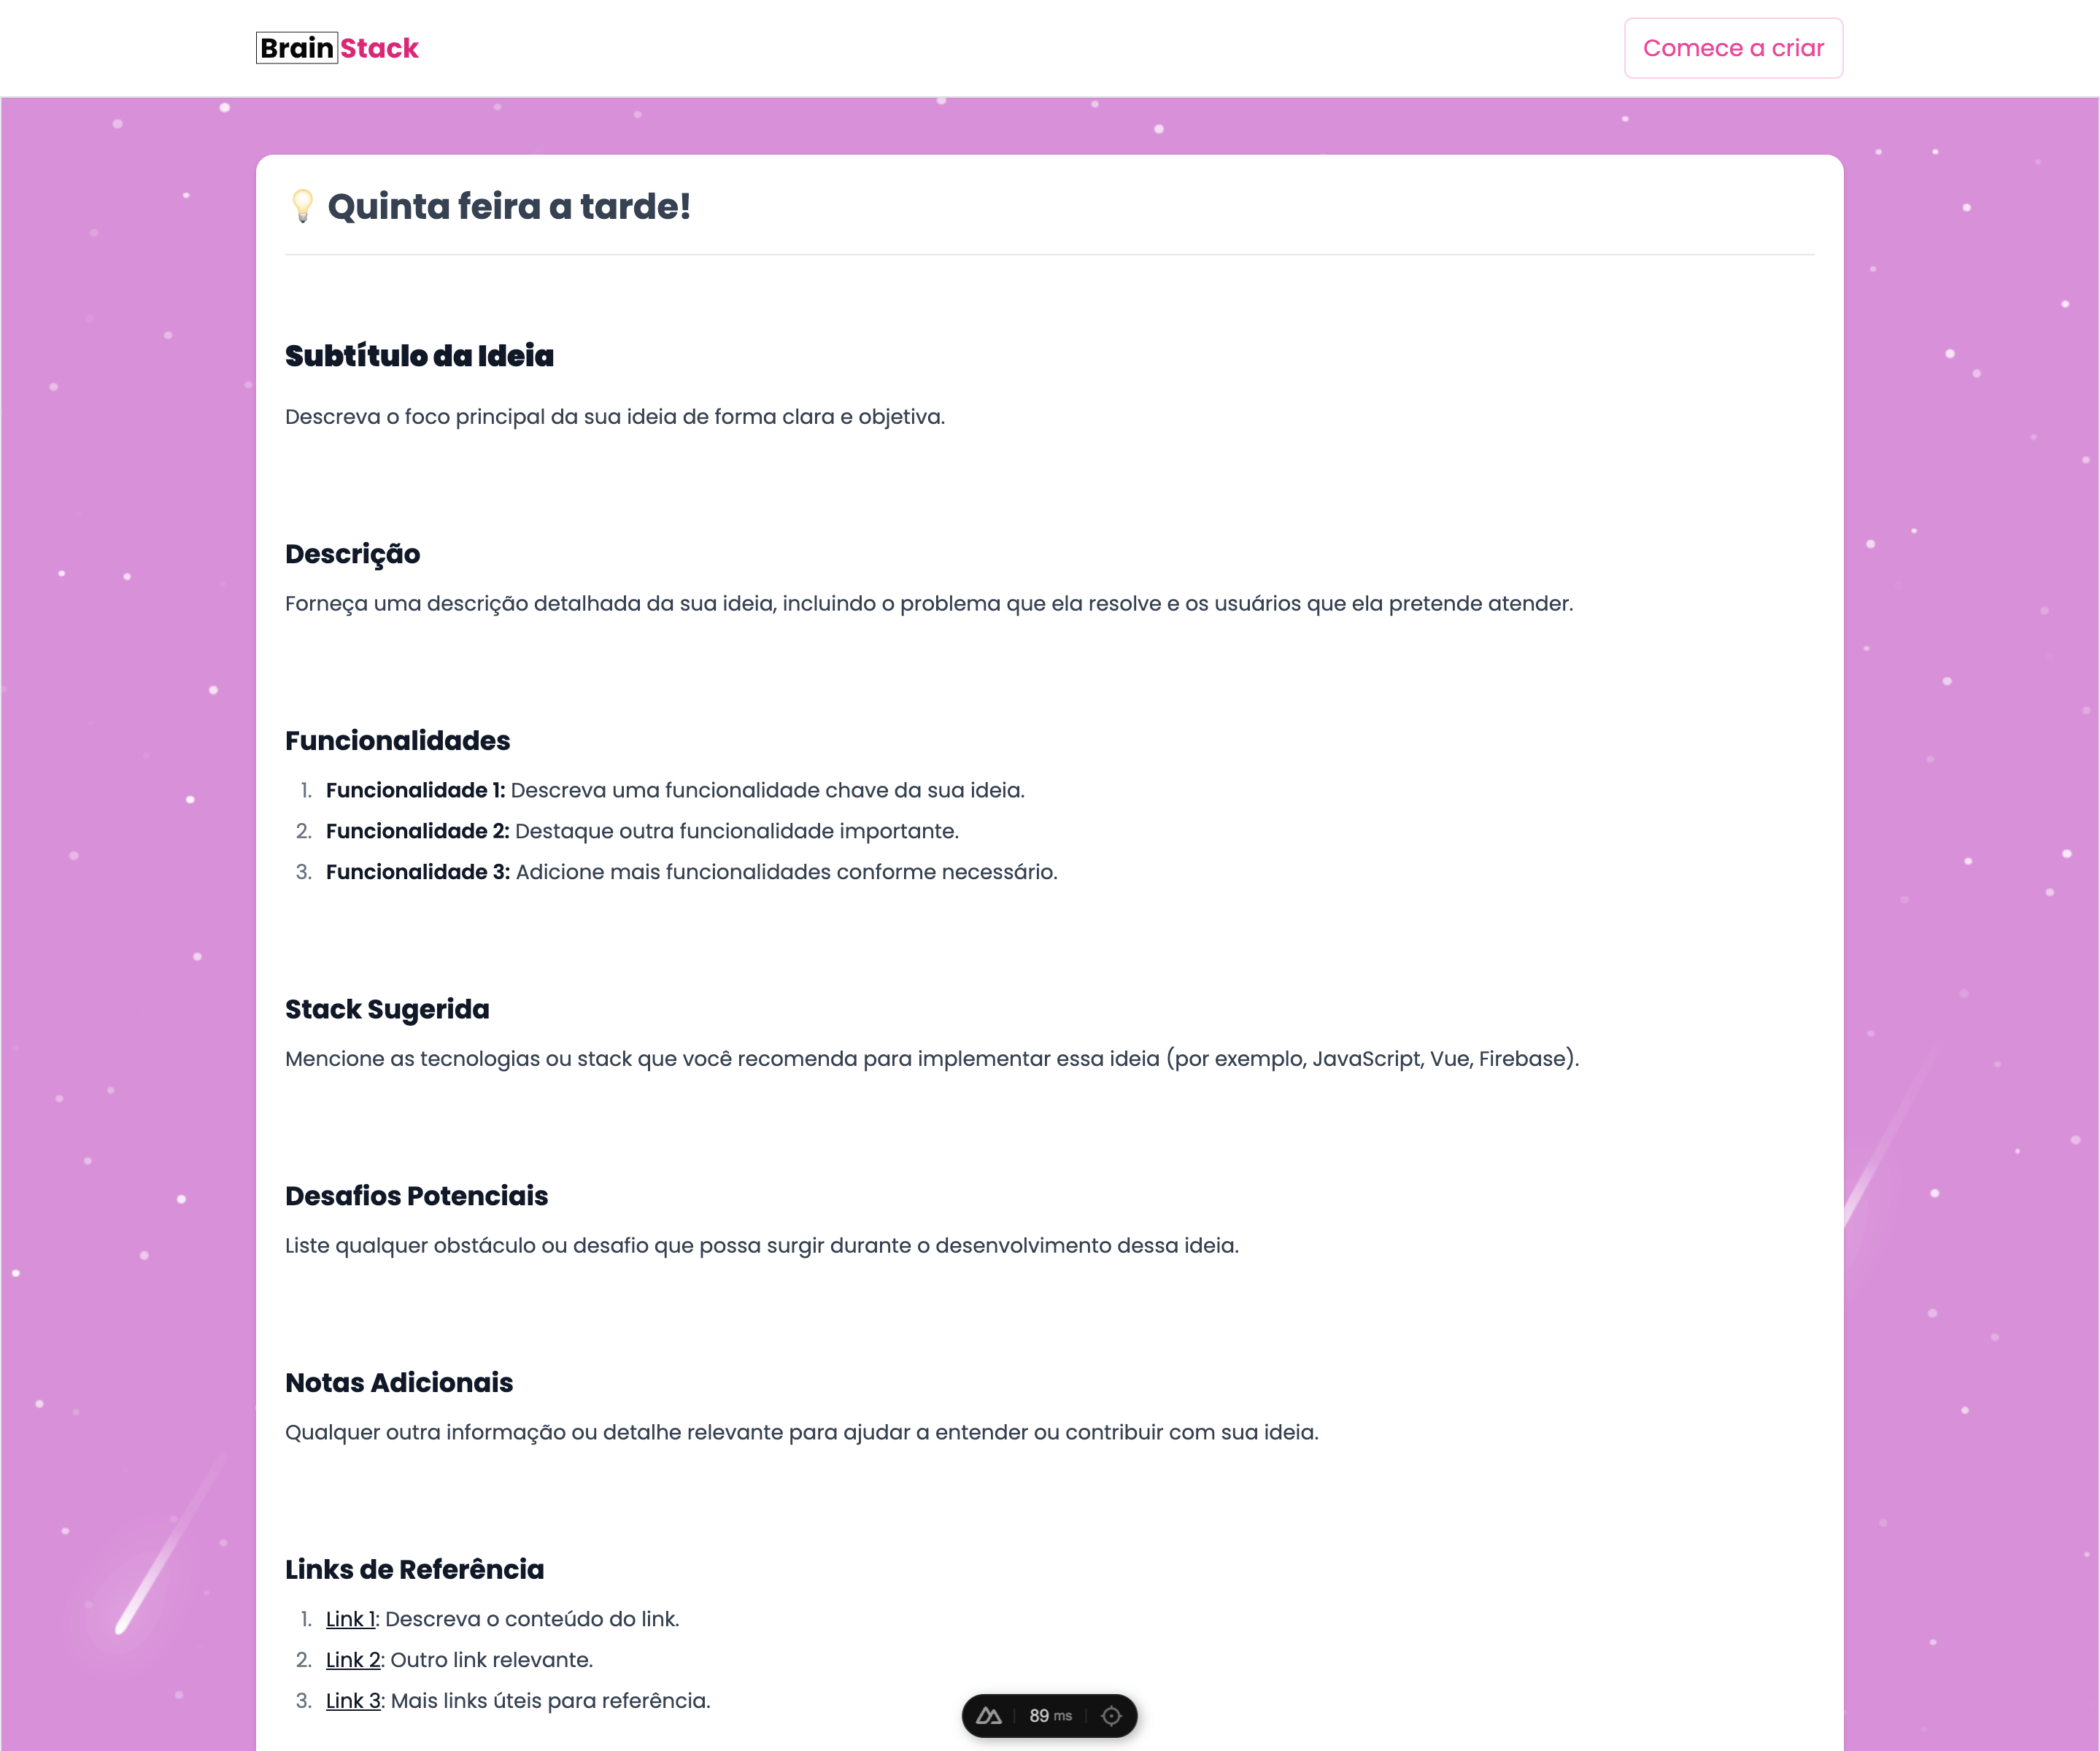 BrainStack
Comece a criar
💡 Quinta feira a tarde!
Subtítulo da Ideia
Descreva o foco principal da sua ideia de forma clara e objetiva.
Descrição
Forneça uma descrição detalhada da sua ideia, incluindo o problema que ela resolve e os usuários que ela pretende atender.
Funcionalidades
1. Funcionalidade 1: Descreva uma funcionalidade chave da sua ideia.
2. Funcionalidade 2: Destaque outra funcionalidade importante.
3. Funcionalidade 3: Adicione mais funcionalidades conforme necessário.
Stack Sugerida
Mencione as tecnologias ou stack que você recomenda para implementar essa ideia (por exemplo, JavaScript, Vue, Firebase).
Desafios Potenciais
Liste qualquer obstáculo ou desafio que possa surgir durante o desenvolvimento dessa ideia.
Notas Adicionais
Qualquer outra informação ou detalhe relevante para ajudar a entender ou contribuir com sua ideia.
Links de Referência
1. Link 1: Descreva o conteúdo do link.
2. Link 2: Outro link relevante.
3. Link 3: Mais links úteis para referência.
89 ms